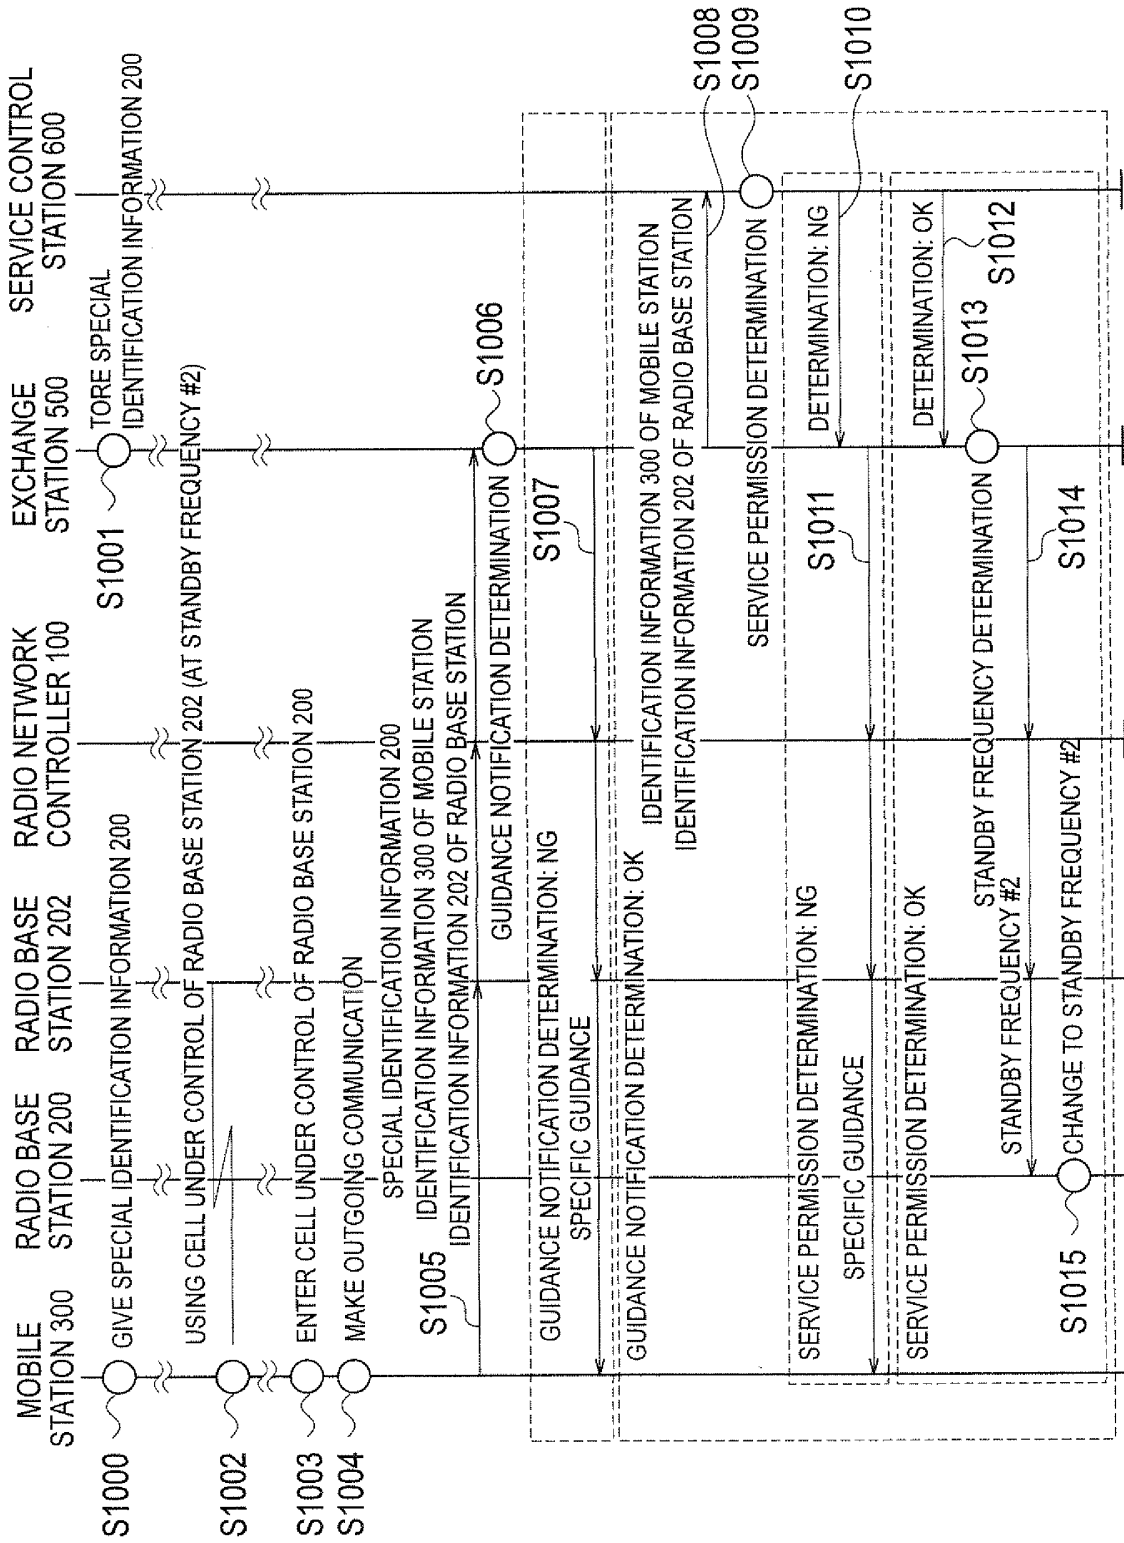 MOBILE
STATION 300
RADIO BASE
STATION 200
RADIO BASE
STATION 202
RADIO NETWORK
CONTROLLER 100
EXCHANGE
STATION 500
SERVICE CONTROL
STATION 600
S1000
GIVE SPECIAL IDENTIFICATION INFORMATION 200
S1001
TORE SPECIAL
IDENTIFICATION INFORMATION 200
S1002
USING CELL UNDER CONTROL OF RADIO BASE STATION 202 (AT STANDBY FREQUENCY #2)
S1003
ENTER CELL UNDER CONTROL OF RADIO BASE STATION 200
S1004
MAKE OUTGOING COMMUNICATION
SPECIAL IDENTIFICATION INFORMATION 200
IDENTIFICATION INFORMATION 300 OF MOBILE STATION
IDENTIFICATION INFORMATION 202 OF RADIO BASE STATION
S1005
GUIDANCE NOTIFICATION DETERMINATION
S1006
GUIDANCE NOTIFICATION DETERMINATION: NG
SPECIFIC GUIDANCE
S1007
GUIDANCE NOTIFICATION DETERMINATION: OK
IDENTIFICATION INFORMATION 300 OF MOBILE STATION
IDENTIFICATION INFORMATION 202 OF RADIO BASE STATION
S1008
SERVICE PERMISSION DETERMINATION
S1009
SERVICE PERMISSION DETERMINATION: NG
DETERMINATION: NG
S1010
SPECIFIC GUIDANCE
S1011
SERVICE PERMISSION DETERMINATION: OK
DETERMINATION: OK
S1012
STANDBY FREQUENCY DETERMINATION
S1013
STANDBY FREQUENCY #2
S1014
S1015
CHANGE TO STANDBY FREQUENCY #2